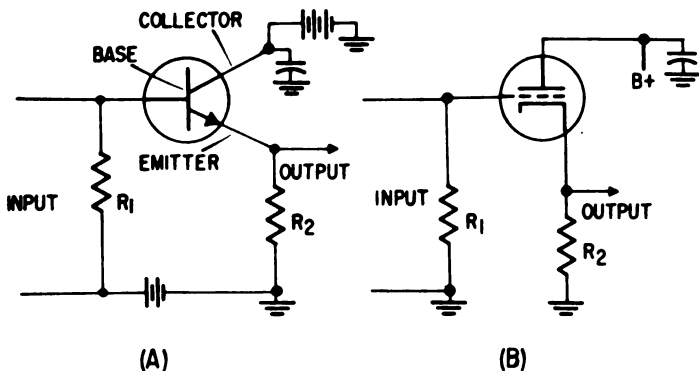 COLLECTOR
BASE
EMITTER
OUTPUT
INPUT
R1
R2
(A)
B+
INPUT
R1
OUTPUT
R2
(B)